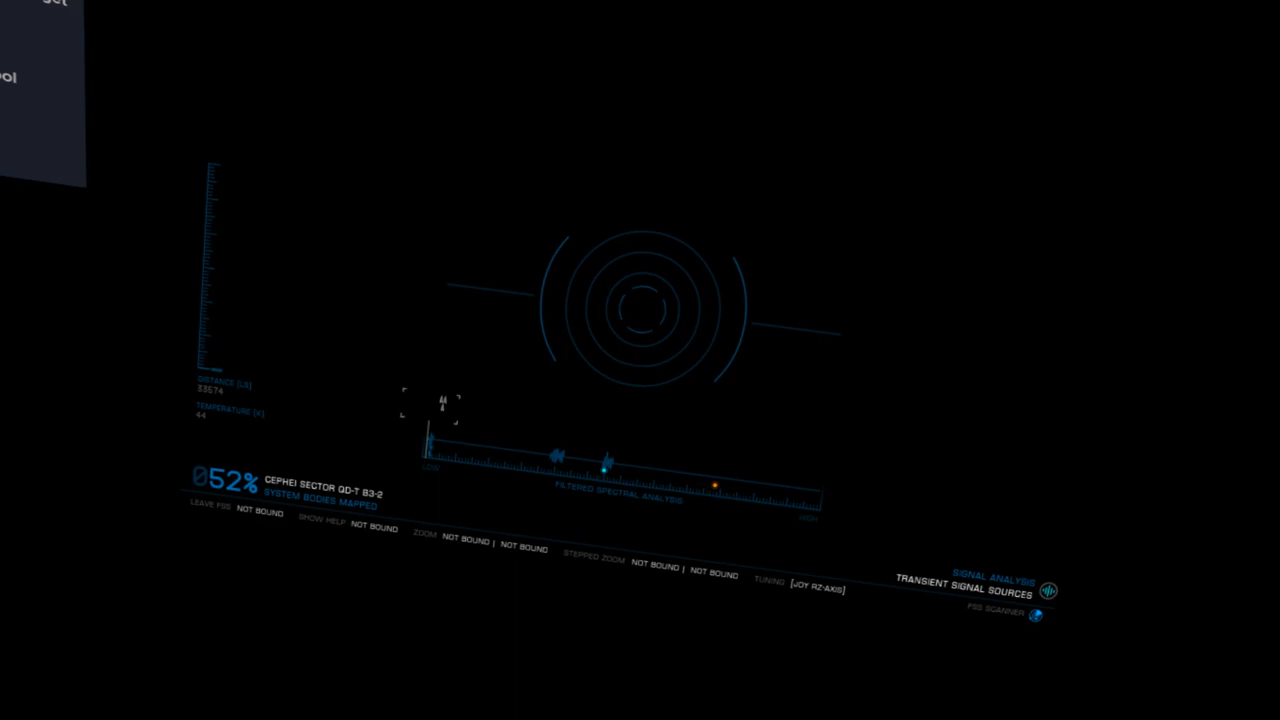 DISTANCE [LS]
33574
TEMPERATURE [K]
44
LOW
FILTERED SPECTRAL ANALYSIS
HIGH
052% CEPHEI SECTOR QD-T B3-2
SYSTEM BODIES MAPPED
LEAVE FSS NOT BOUND SHOW HELP NOT BOUND ZOOM NOT BOUND | NOT BOUND STEPPED ZOOM NOT BOUND | NOT BOUND TUNING [JOY RZ-AXIS]
SIGNAL ANALYSIS
TRANSIENT SIGNAL SOURCES
FSS SCANNER